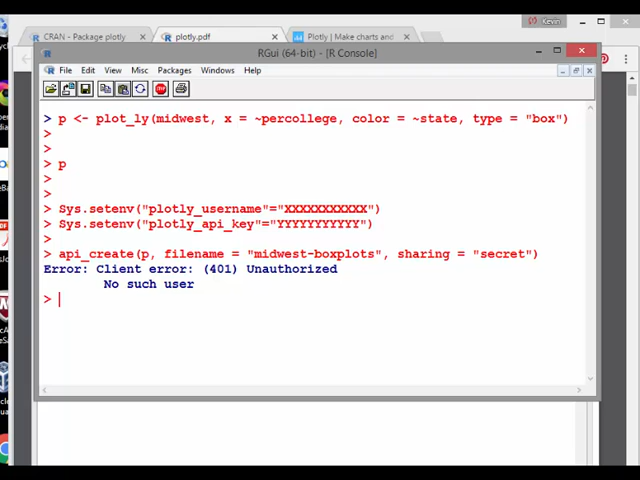 Kevin
CRAN - Package plotly
plotly.pdf
Plotly | Make charts and
RGui (64-bit) - [R Console]
File Edit View Misc Packages Windows Help
> p <- plot_ly(midwest, x = ~percollege, color = ~state, type = "box")
>
>
> p
>
>
> Sys.setenv("plotly_username"="XXXXXXXXXXX")
> Sys.setenv("plotly_api_key"="YYYYYYYYYYY")
>
> api_create(p, filename = "midwest-boxplots", sharing = "secret")
Error: Client error: (401) Unauthorized
No such user
>